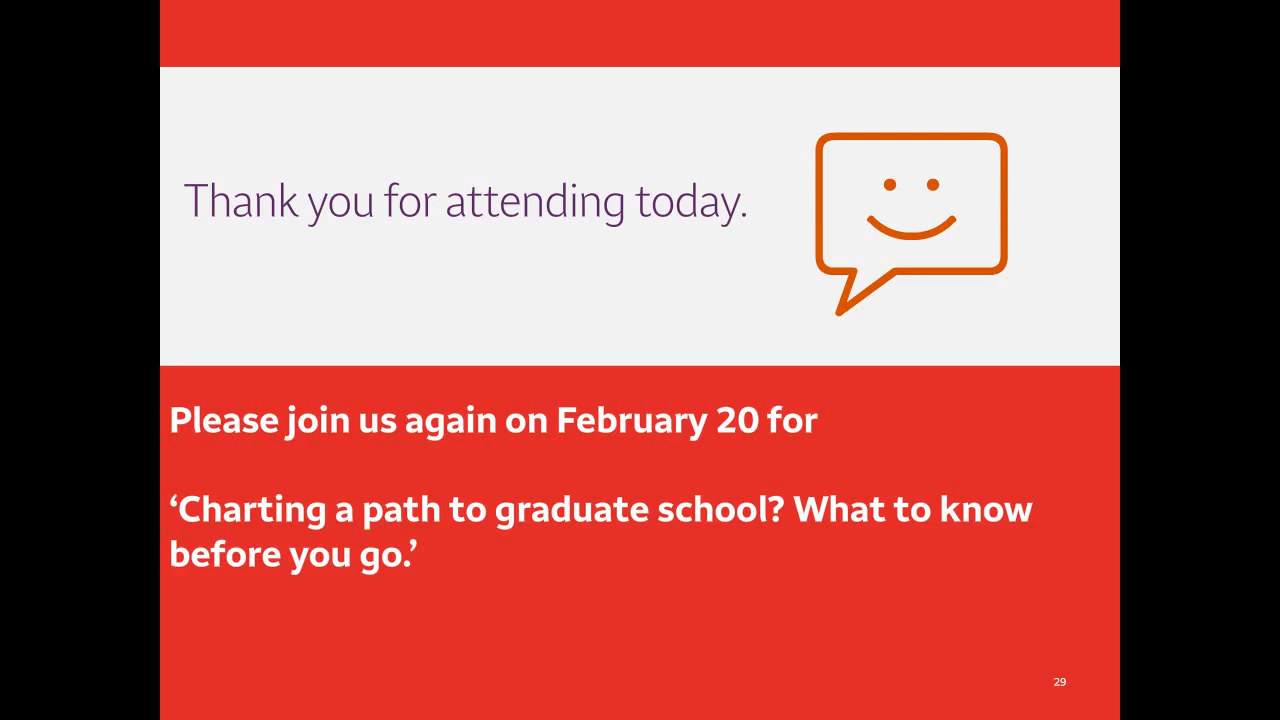 Thank you for attending today.
Please join us again on February 20 for
‘Charting a path to graduate school? What to know
before you go.’
29